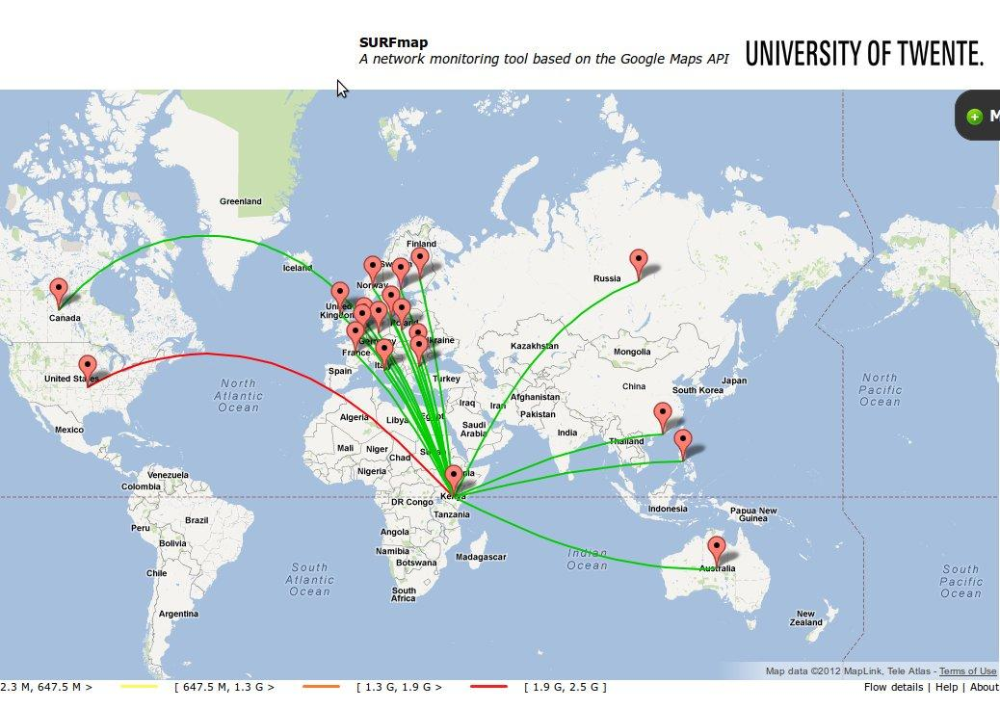 SURFmap
A network monitoring tool based on the Google Maps API
UNIVERSITY OF TWENTE.
M
Greenland
Finland
Iceland
Norway
Russia
United
Kingdom
Canada
Poland
Germany
Ukraine
France
Kazakhstan
Mongolia
United States
Spain
Turkey
China
South Korea
Japan
North
Atlantic
Ocean
North
Pacific
Ocean
Afghanistan
Iraq
Iran
Pakistan
Algeria
Libya
Egypt
Saudi
Arabia
India
Thailand
Mexico
Mali
Niger
Chad
Nigeria
Venezuela
Colombia
Kenya
DR Congo
Tanzania
Indonesia
Papua New
Guinea
Peru
Brazil
Bolivia
Angola
Namibia
Botswana
Madagascar
Indian
Ocean
Australia
South
Atlantic
Ocean
South
Pacific
Ocean
Chile
South
Africa
Argentina
New
Zealand
Map data ©2012 MapLink, Tele Atlas - Terms of Use
2.3 M, 647.5 M > [ 647.5 M, 1.3 G > [ 1.3 G, 1.9 G > [ 1.9 G, 2.5 G ]
Flow details | Help | About